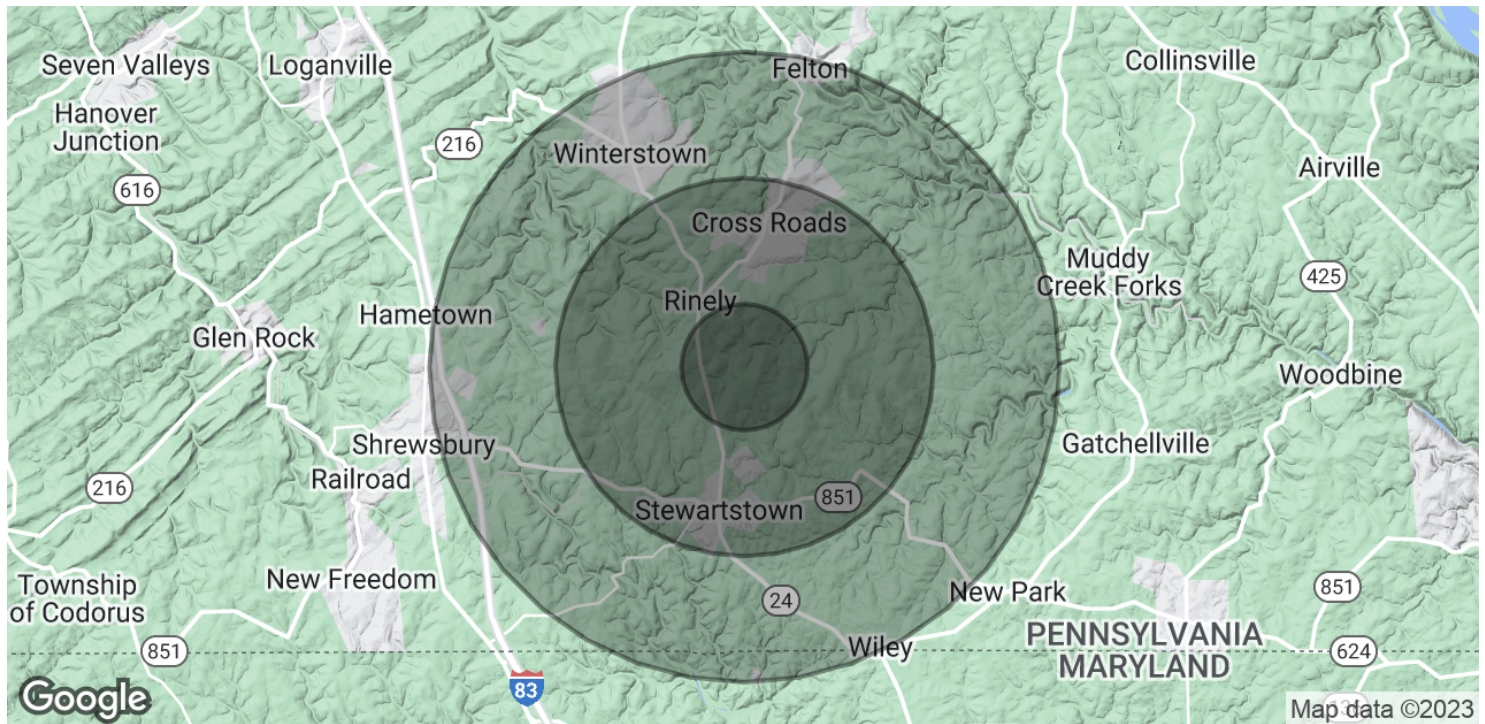 Seven Valleys
Loganville
Felton
Collinsville
Hanover
Junction
216
Winterstown
Airville
616
Cross Roads
Muddy
Creek Forks
425
Rinely
Hametown
Glen Rock
Woodbine
Shrewsbury
Gatchellville
Railroad
216
851
Stewartstown
New Freedom
Township
of Codorus
New Park
851
24
PENNSYLVANIA
MARYLAND
Wiley
851
624
83
Google
Map data ©2023